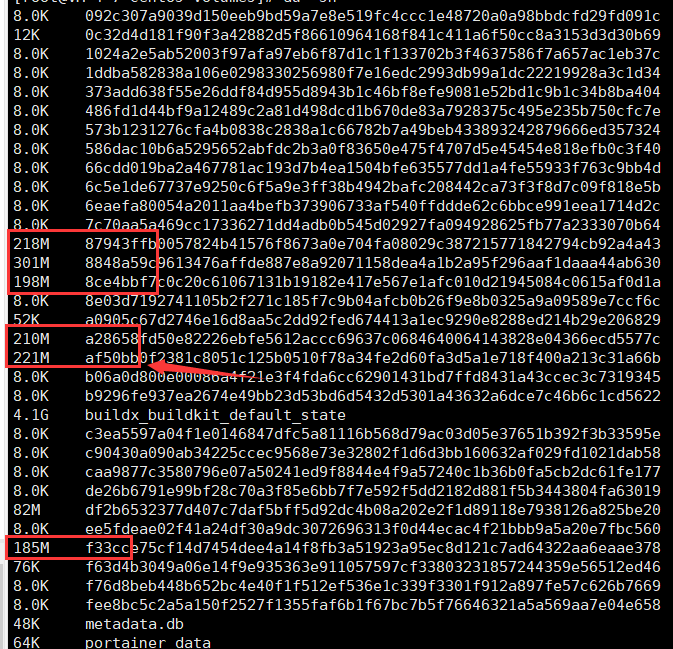 8.0K 092c307a9039d150eeb9bd59a7e8e519fc4ccc1e48720a0a98bbdcfd29fd091c
12K 0c32d4d181f90f3a42882d5f86610964168f841c411a6f50cc8a3153d3d30b69
8.0K 1024a2e5ab52003f97afa97eb6f87d1c1f133702b3f4637586f7a657ac1eb37c
8.0K 1ddba582838a106e0298330256980f7e16edc2993db99a1dc22219928a3c1d34
8.0K 373add638f55e26ddf84d955d8943b1c46bf8efe9081e52bd1c9b1c34b8ba404
8.0K 486fd1d44bf9a12489c2a81d498dcd1b670de83a7928375c495e235b750cfc7e
8.0K 573b1231276cfa4b0838c2838a1c66782b7a49beb433893242879666ed357324
8.0K 586dac10b6a5295652abfdc2b3a0f83650e475f4707d5e45454e818efb0c3f40
8.0K 66cdd019ba2a467781ac193d7b4ea1504bfe635577dd1a4fe55933f763c9bb4d
8.0K 6c5e1de67737e9250c6f5a9e3ff38b4942bafc208442ca73f3f8d7c09f818e5b
8.0K 6eaefa80054a2011aa4befb373906733af540ffddde62c6bbce991eea1714d2c
8.0K 7c70aa5a469cc17336271dd4adb0b545d02927fa094928625fb77a2333070b64
218M 87943ffb0057824b41576f8673a0e704fa08029c387215771842794cb92a4a43
301M 8848a59c9613476affde887e8a92071158dea4a1b2a95f296aaf1daaa44ab630
198M 8ce4bbf7c0c20c61067131b19182e417e567e1afc010d21945084c0615af0d1a
8.0K 8e03d7192741105b2f271c185f7c9b04afcb0b26f9e8b0325a9a09589e7ccf6c
52K a0905c67d2746e16d8aa5c2dd92fed674413a1ec9290e8288ed214b29e206829
210M a28658fd50e82226ebfe5612accc69637c0684640064143828e04366ecd5577c
221M af50bb0f2381c8051c125b0510f78a34fe2d60fa3d5a1e718f400a213c31a66b
8.0K b06a0d800e00086a4f21e3f4fda6cc62901431bd7ffd8431a43ccec3c7319345
8.0K b9296fe937ea2674e49bb23d53bd6d5432d5301a43632a6dce7c46b6c1cd5622
4.1G buildx_buildkit_default_state
8.0K c3ea5597a04f1e0146847dfc5a81116b568d79ac03d05e37651b392f3b33595e
8.0K c90430a090ab34225ccec9568e73e32802f1d6d3bb160632af029fd1021dab58
8.0K caa9877c3580796e07a50241ed9f8844e4f9a57240c1b36b0fa5cb2dc61fe177
8.0K de26b6791e99bf28c70a3f85e6bb7f7e592f5dd2182d881f5b3443804fa63019
82M df2b6532377d407c7daf5bff5d92dc4b08a202e2f1d89118e7938126a825be20
8.0K ee5fdeae02f41a24df30a9dc3072696313f0d44ecac4f21bbb9a5a20e7fbc560
185M f33cce75cf14d7454dee4a14f8fb3a51923a95ec8d121c7ad64322aa6eaae378
76K f63d4b3049a06e14f9e935363e911057597cf33803231857244359e56512ed46
8.0K f76d8beb448b652bc4e40f1f512ef536e1c339f3301f912a897fe57c626b7669
8.0K fee8bc5c2a5a150f2527f1355faf6b1f67bc7b5f76646321a5a569aa7e04e658
48K metadata.db
64K portainer_data